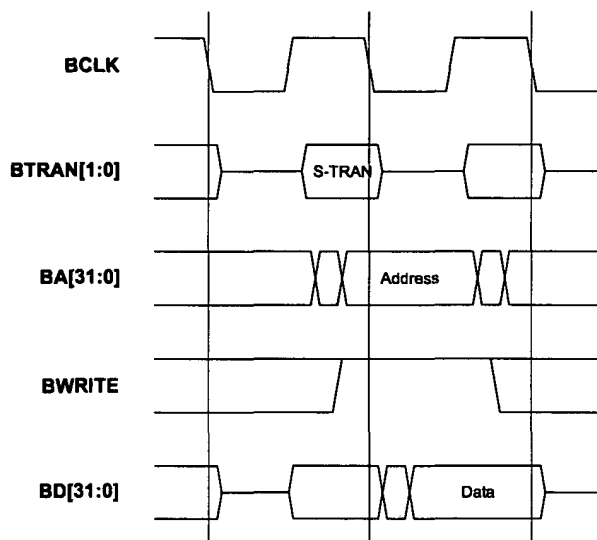 BCLK
BTRAN[1:0]
S-TRAN
BA[31:0]
Address
BWRITE
BD[31:0]
Data